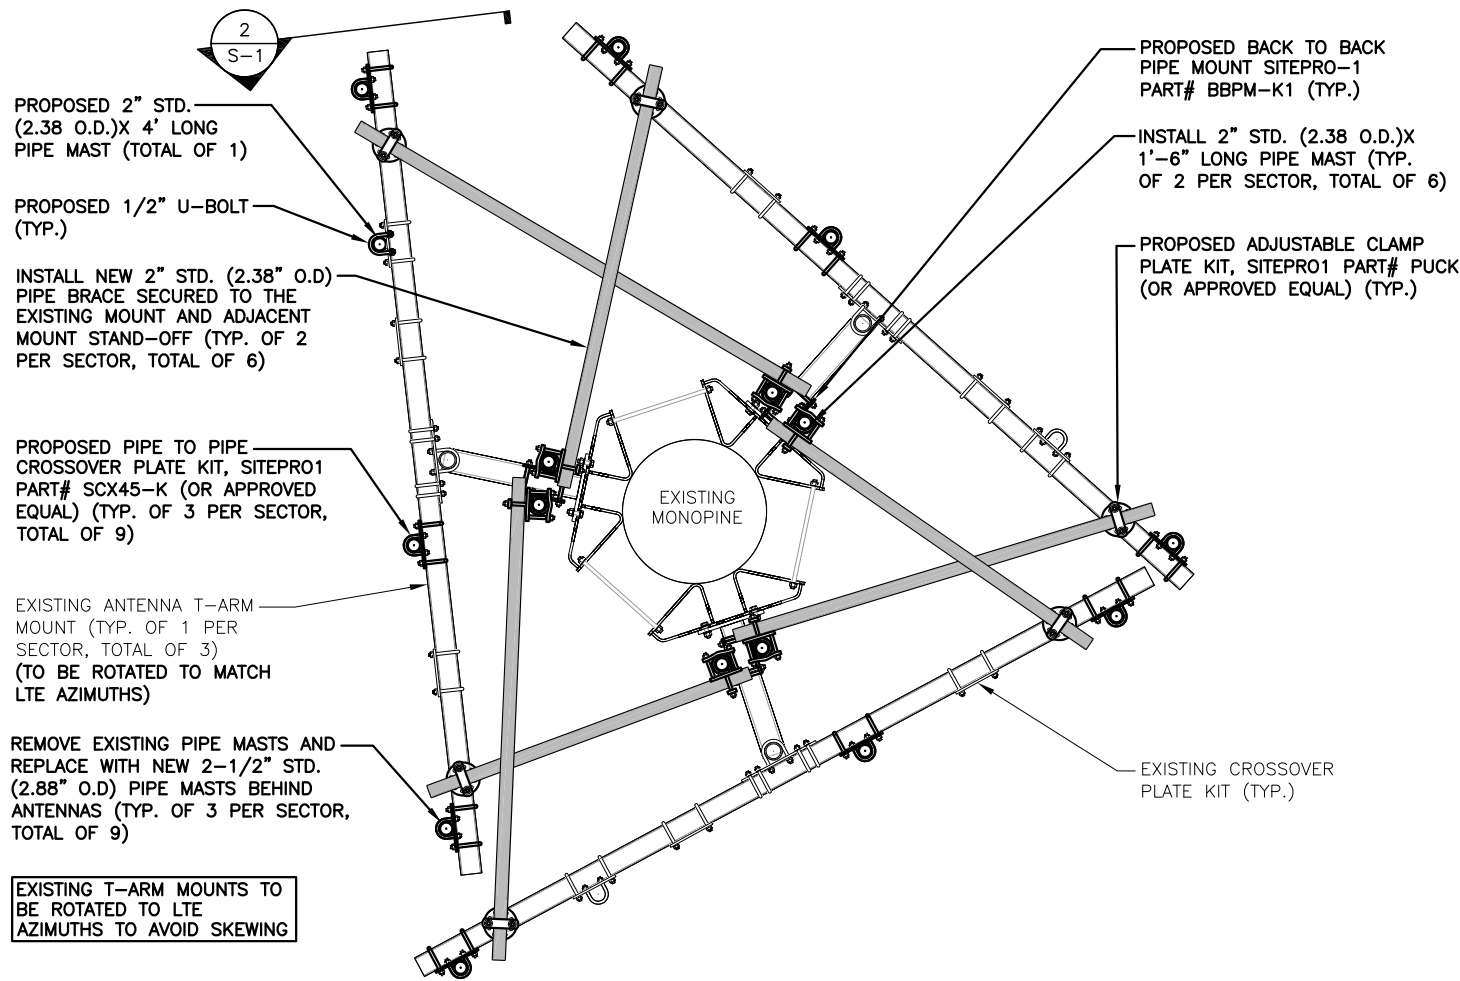 2
S-1
PROPOSED 2" STD.
(2.38 O.D.)X 4' LONG
PIPE MAST (TOTAL OF 1)
PROPOSED 1/2" U-BOLT
(TYP.)
INSTALL NEW 2" STD. (2.38" O.D)
PIPE BRACE SECURED TO THE
EXISTING MOUNT AND ADJACENT
MOUNT STAND-OFF (TYP. OF 2
PER SECTOR, TOTAL OF 6)
PROPOSED PIPE TO PIPE
CROSSOVER PLATE KIT, SITEPRO1
PART# SCX45-K (OR APPROVED
EQUAL) (TYP. OF 3 PER SECTOR,
TOTAL OF 9)
EXISTING ANTENNA T-ARM
MOUNT (TYP. OF 1 PER
SECTOR, TOTAL OF 3)
(TO BE ROTATED TO MATCH
LTE AZIMUTHS)
REMOVE EXISTING PIPE MASTS AND
REPLACE WITH NEW 2-1/2" STD.
(2.88" O.D) PIPE MASTS BEHIND
ANTENNAS (TYP. OF 3 PER SECTOR,
TOTAL OF 9)
EXISTING T-ARM MOUNTS TO
BE ROTATED TO LTE
AZIMUTHS TO AVOID SKEWING
EXISTING
MONOPINE
PROPOSED BACK TO BACK
PIPE MOUNT SITEPRO-1
PART# BBPM-K1 (TYP.)
INSTALL 2" STD. (2.38 O.D.)X
1'-6" LONG PIPE MAST (TYP.
OF 2 PER SECTOR, TOTAL OF 6)
PROPOSED ADJUSTABLE CLAMP
PLATE KIT, SITEPRO1 PART# PUCK
(OR APPROVED EQUAL) (TYP.)
EXISTING CROSSOVER
PLATE KIT (TYP.)